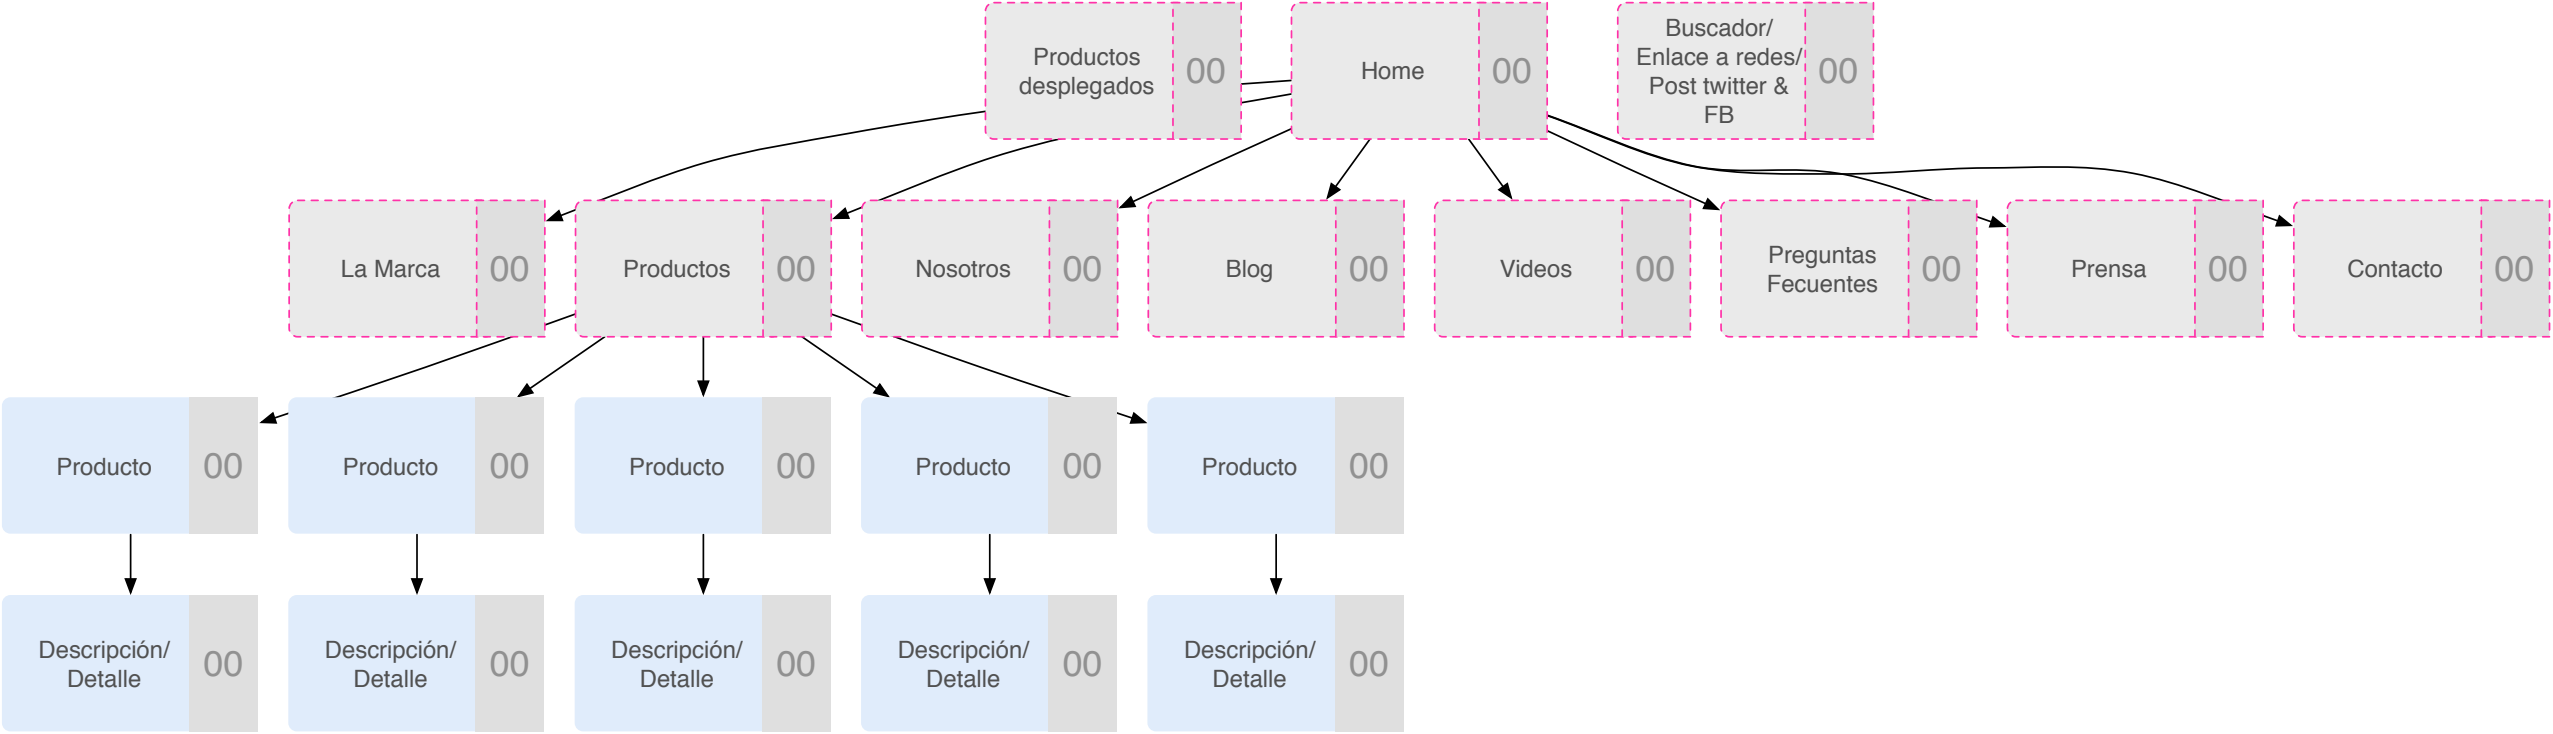 Productos
desplegados
00
Home
00
Buscador/
Enlace a redes/
Post twitter &
FB
00
La Marca
00
Productos
00
Nosotros
00
Blog
00
Videos
00
Preguntas
Fecuentes
00
Prensa
00
Contacto
00
Producto
00
Producto
00
Producto
00
Producto
00
Producto
00
Descripción/
Detalle
00
Descripción/
Detalle
00
Descripción/
Detalle
00
Descripción/
Detalle
00
Descripción/
Detalle
00